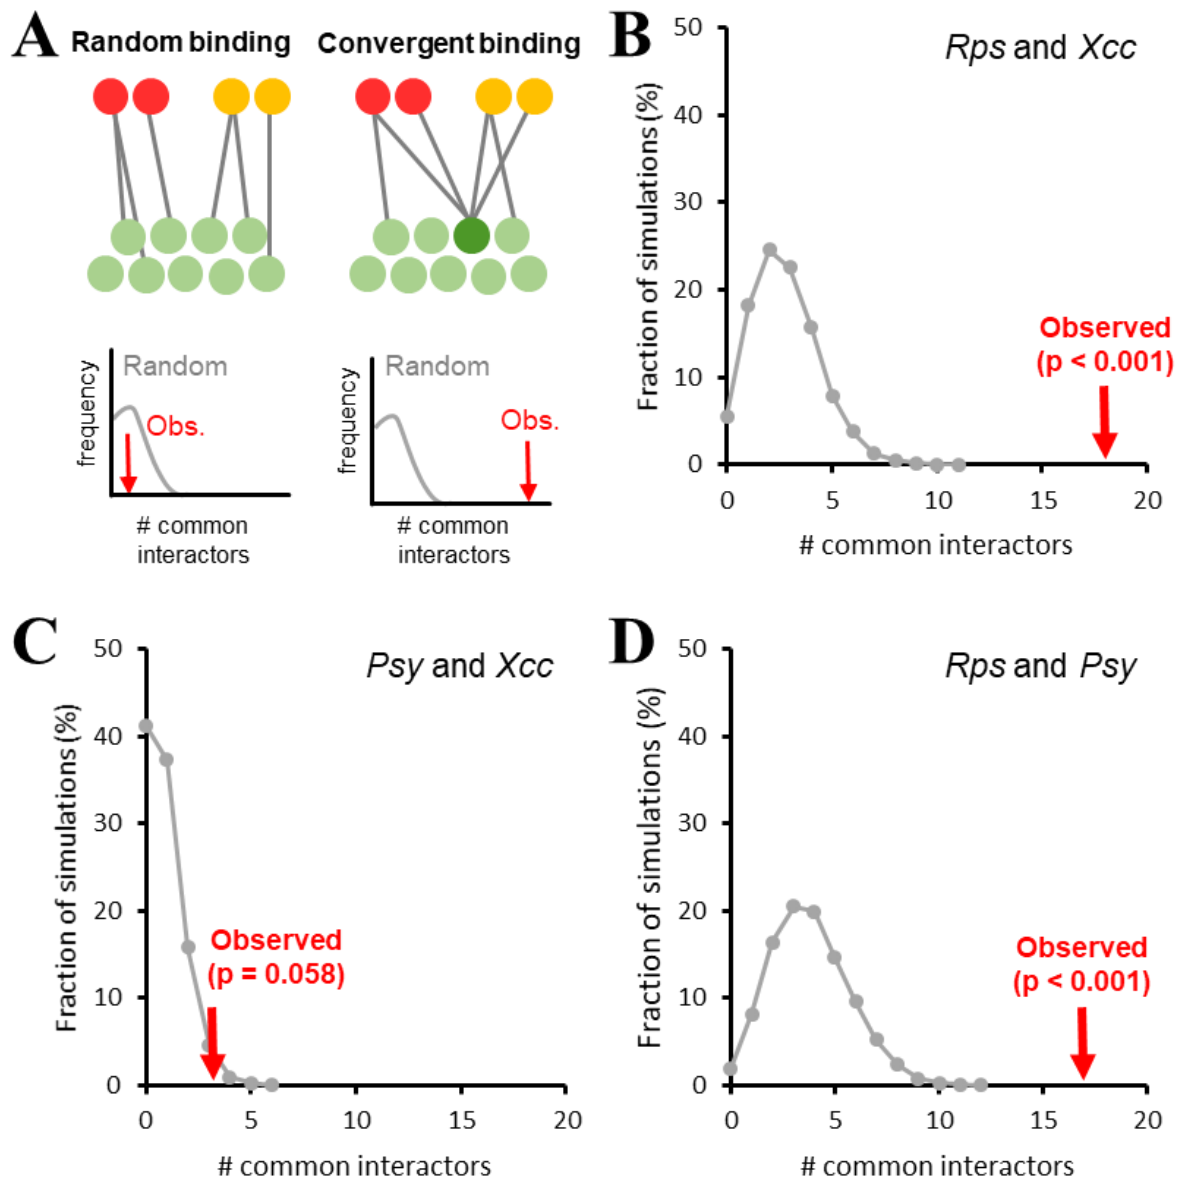 A
Random binding
Convergent binding
frequency
Random
Obs.
# common
interactors
frequency
Random
Obs.
# common
interactors
B
Rps and Xcc
Fraction of simulations (%)
50
40
30
20
10
0
Observed
(p < 0.001)
0 5 10 15 20
# common interactors
C
Psy and Xcc
Fraction of simulations (%)
50
40
30
20
10
0
Observed
(p = 0.058)
0 5 10 15 20
# common interactors
D
Rps and Psy
Fraction of simulations (%)
50
40
30
20
10
0
Observed
(p < 0.001)
0 5 10 15 20
# common interactors